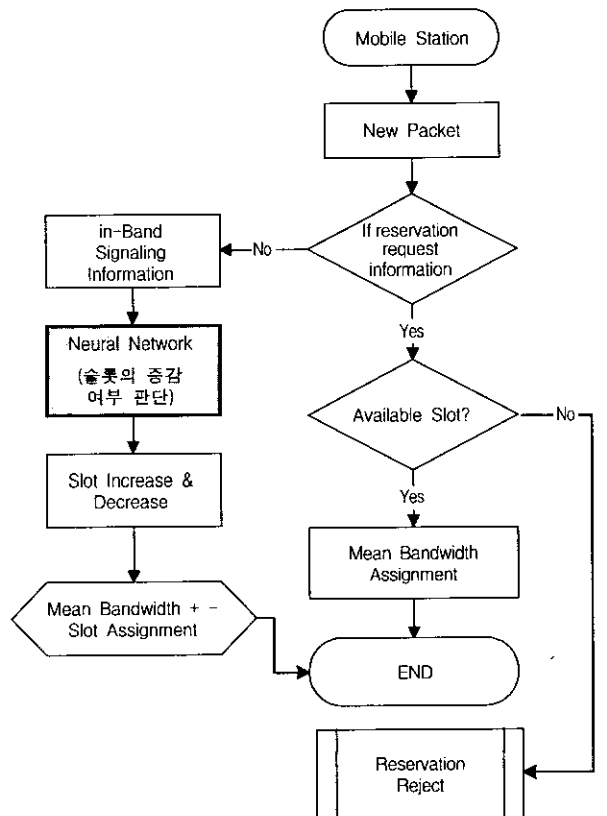 Mobile Station
New Packet
If reservation
request
information
No
in-Band
Signaling
Information
Neural Network
(슬롯의 증감
여부 판단)
Slot Increase &
Decrease
Mean Bandwidth + -
Slot Assignment
Yes
Available Slot?
No
Yes
Mean Bandwidth
Assignment
END
Reservation
Reject